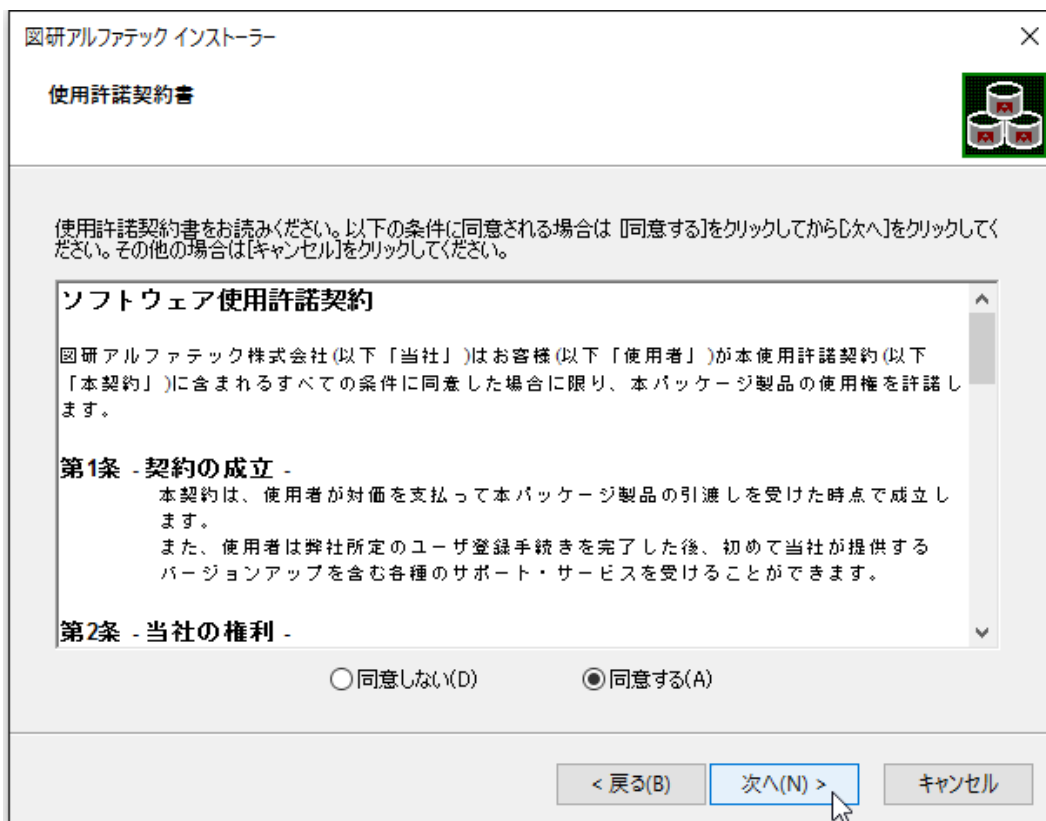 図研アルファテック インストーラー
使用許諾契約書
使用許諾契約書をお読みください。以下の条件に同意される場合は [同意する]をクリックしてから[次へ]をクリックしてく
ださい。その他の場合は[キャンセル]をクリックしてください。
ソフトウェア使用許諾契約
図研アルファテック株式会社(以下「当社」)はお客様(以下「使用者」)が本使用許諾契約(以下
「本契約」)に含まれるすべての条件に同意した場合に限り、本パッケージ製品の使用権を許諾し
ます。
第1条 - 契約の成立 -
本契約は、使用者が対価を支払って本パッケージ製品の引渡しを受けた時点で成立し
ます。
また、使用者は弊社所定のユーザ登録手続きを完了した後、初めて当社が提供する
バージョンアップを含む各種のサポート・サービスを受けることができます。
第2条 - 当社の権利 -
同意しない(D) 同意する(A)
< 戻る(B) 次へ(N) > キャンセル